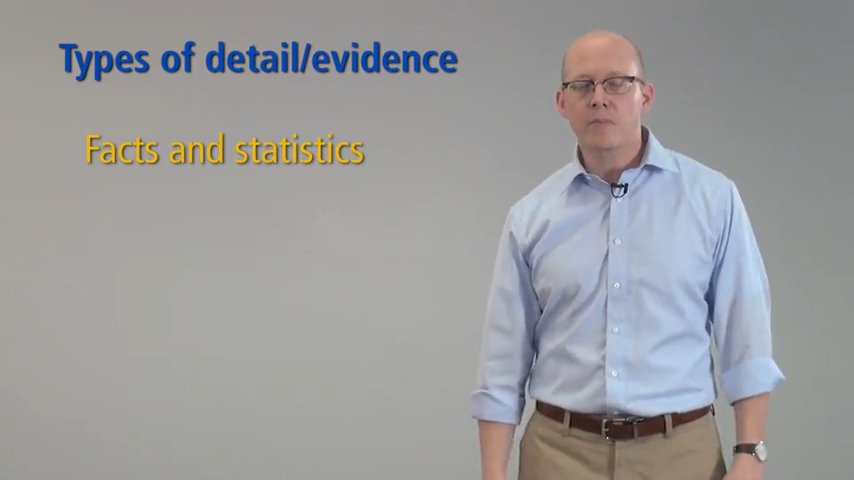 Types of detail/evidence
Facts and statistics